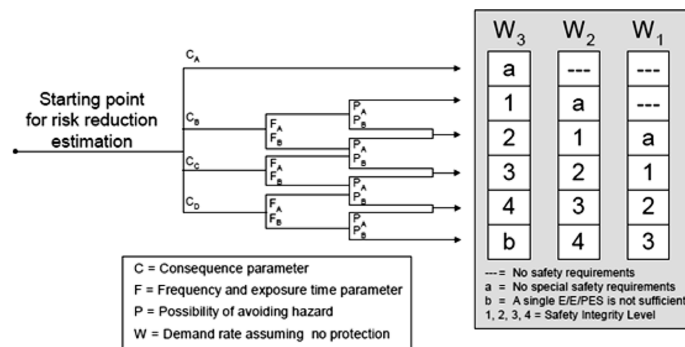 W3 W2 W1
CA
a --- ---
Starting point
for risk reduction
estimation
PA
1 a ---
CB
FA
PB
FB
2 1 a
PA
PB
CC
FA
FB
3 2 1
PA
PB
CD
FA
FB
4 3 2
PA
PB
b 4 3
C = Consequence parameter
F = Frequency and exposure time parameter
P = Possibility of avoiding hazard
W = Demand rate assuming no protection
--- = No safety requirements
a = No special safety requirements
b = A single E/E/PES is not sufficient
1, 2, 3, 4 = Safety Integrity Level